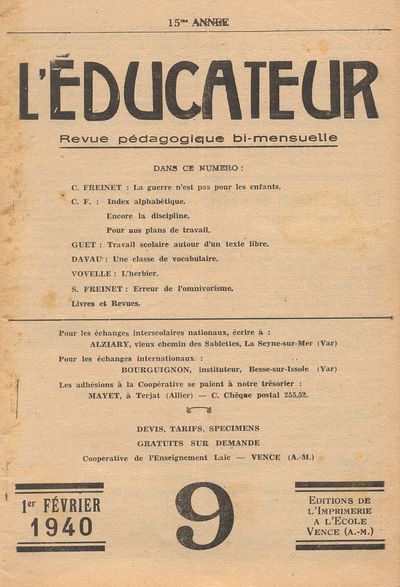 15me ANNEE
L'ÉDUCATEUR
Revue pédagogique bi-mensuelle
DANS CE NUMERO :
C. FREINET : La guerre n'est pas pour les enfants.
C. F. : Index alphabétique.
Encore la discipline.
Pour nos plans de travail.
GUET : Travail scolaire autour d'un texte libre.
DAVAU : Une classe de vocabulaire.
VOVELLE : L'herbier.
S. FREINET : Erreur de l'omnivorisme.
Livres et Revues.
Pour les échanges interscolaires nationaux, écrire à :
ALZIARY, vieux chemin des Sablettes, La Seyne-sur-Mer (Var)
Pour les échanges internationaux :
BOURGUIGNON, instituteur, Besse-sur-Issole (Var)
Les adhésions à la Coopérative se paient à notre trésorier :
MAYET, à Terjat (Allier) — C. Chèque postal 255.52.
DEVIS, TARIFS, SPECIMENS
GRATUITS SUR DEMANDE
Coopérative de l'Enseignement Laïc — VENCE (A.-M.)
1er FÉVRIER
1940
9
EDITIONS DE
L'IMPRIMERIE
A L'ECOLE
VENCE (A.-M.)